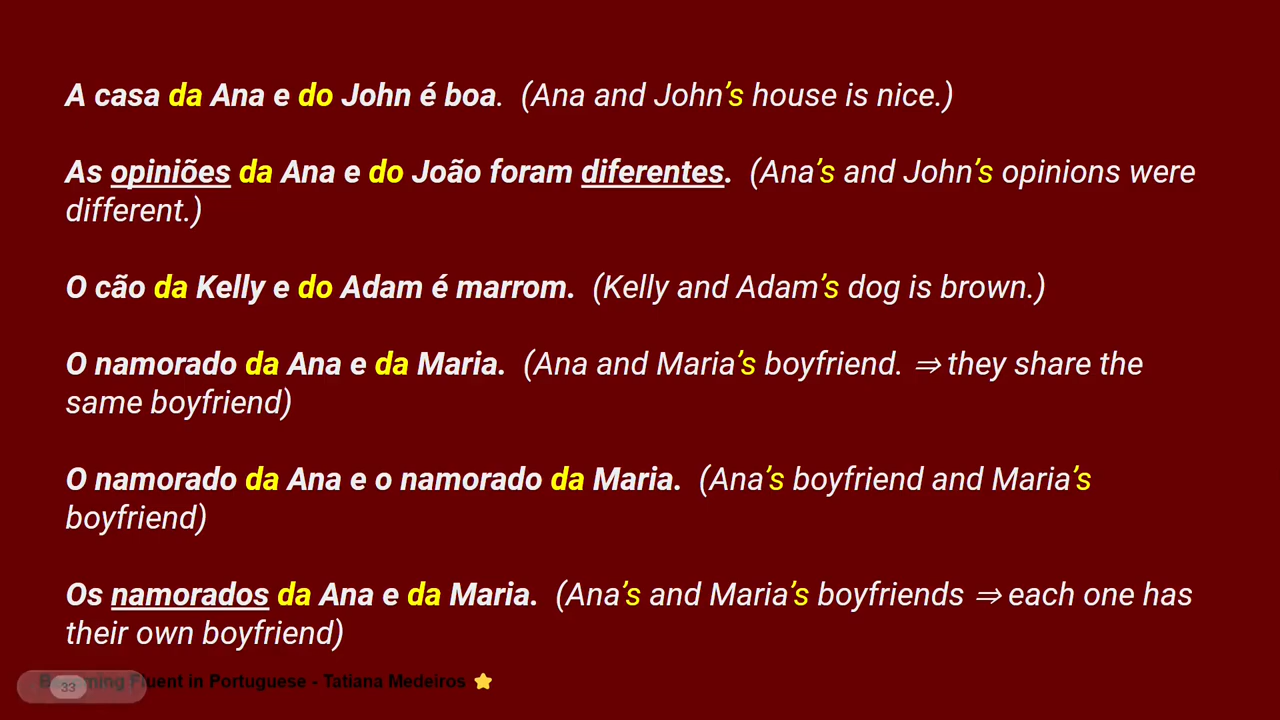 A casa da Ana e do John é boa. (Ana and John's house is nice.)
As opiniões da Ana e do João foram diferentes. (Ana's and John's opinions were
different.)
O cão da Kelly e do Adam é marrom. (Kelly and Adam's dog is brown.)
O namorado da Ana e da Maria. (Ana and Maria's boyfriend. ⇒ they share the
same boyfriend)
O namorado da Ana e o namorado da Maria. (Ana's boyfriend and Maria's
boyfriend)
Os namorados da Ana e da Maria. (Ana's and Maria's boyfriends ⇒ each one has
their own boyfriend)
33
Fluent in Portuguese - Tatiana Medeiros